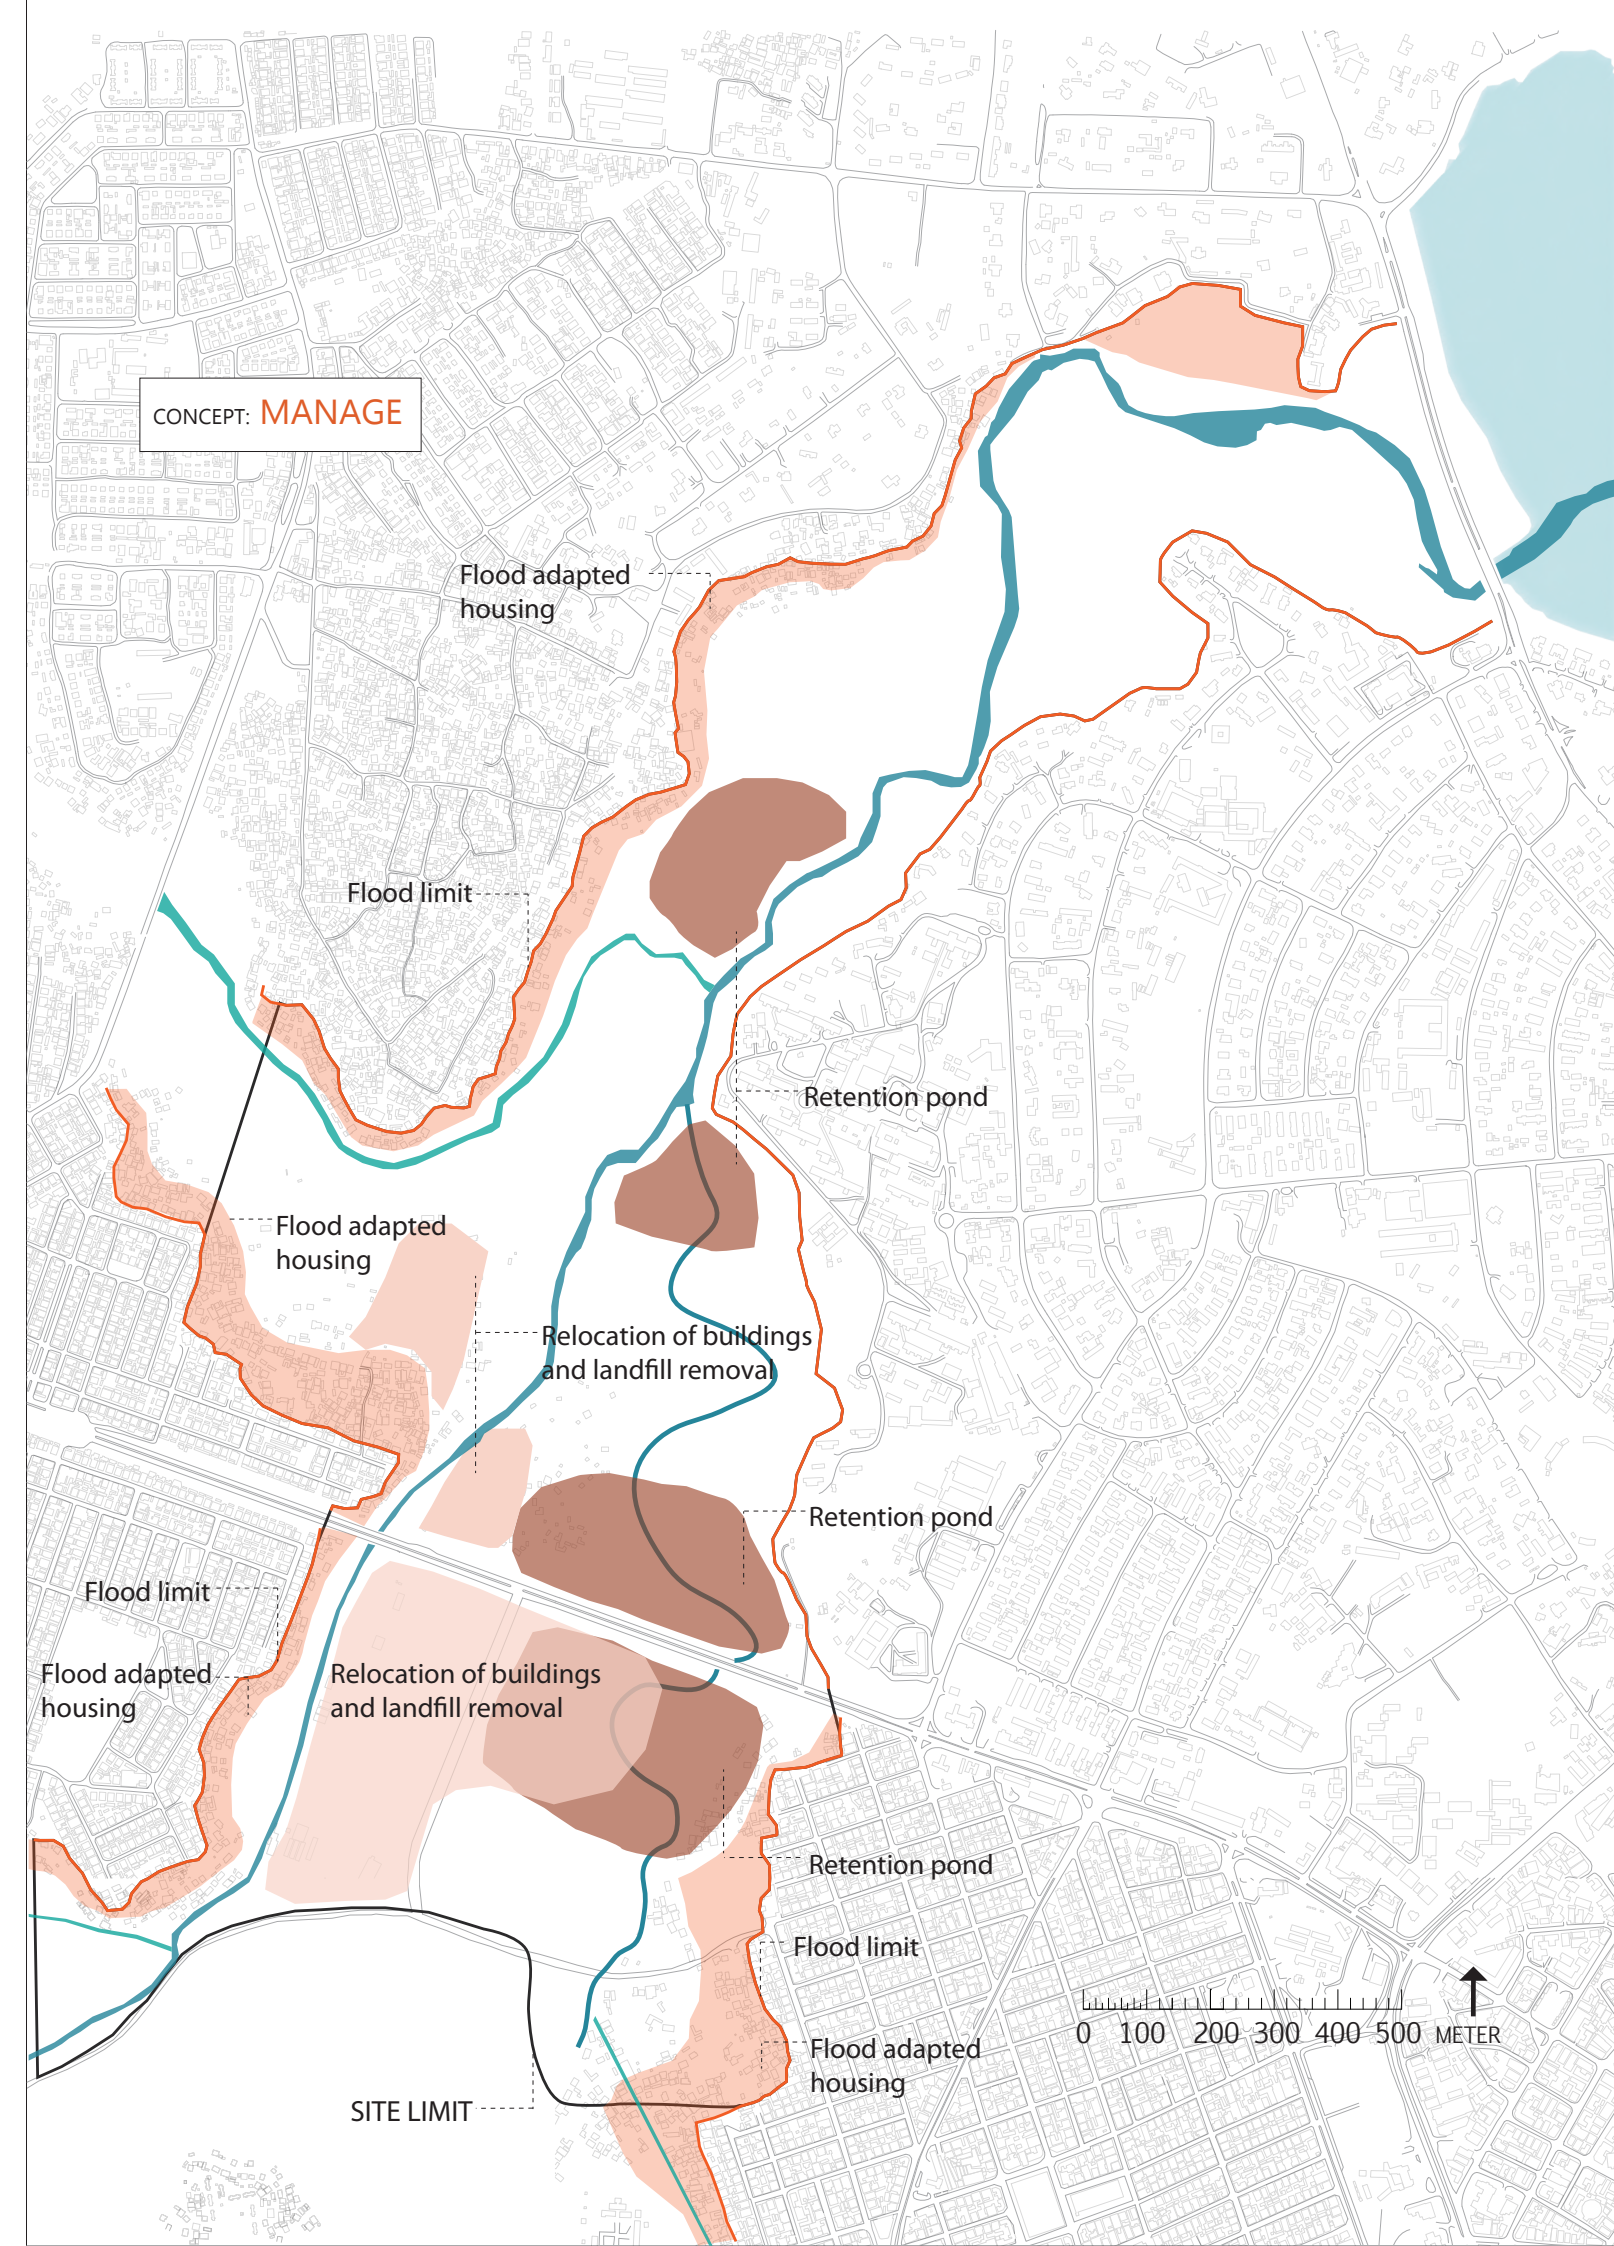 CONCEPT: MANAGE
Flood adapted
housing
Flood limit
Retention pond
Flood adapted
housing
Relocation of buildings
and landfill removal
Retention pond
Flood limit
Flood adapted
housing
Relocation of buildings
and landfill removal
Retention pond
Flood limit
0 100 200 300 400 500 METER
Flood adapted
housing
SITE LIMIT